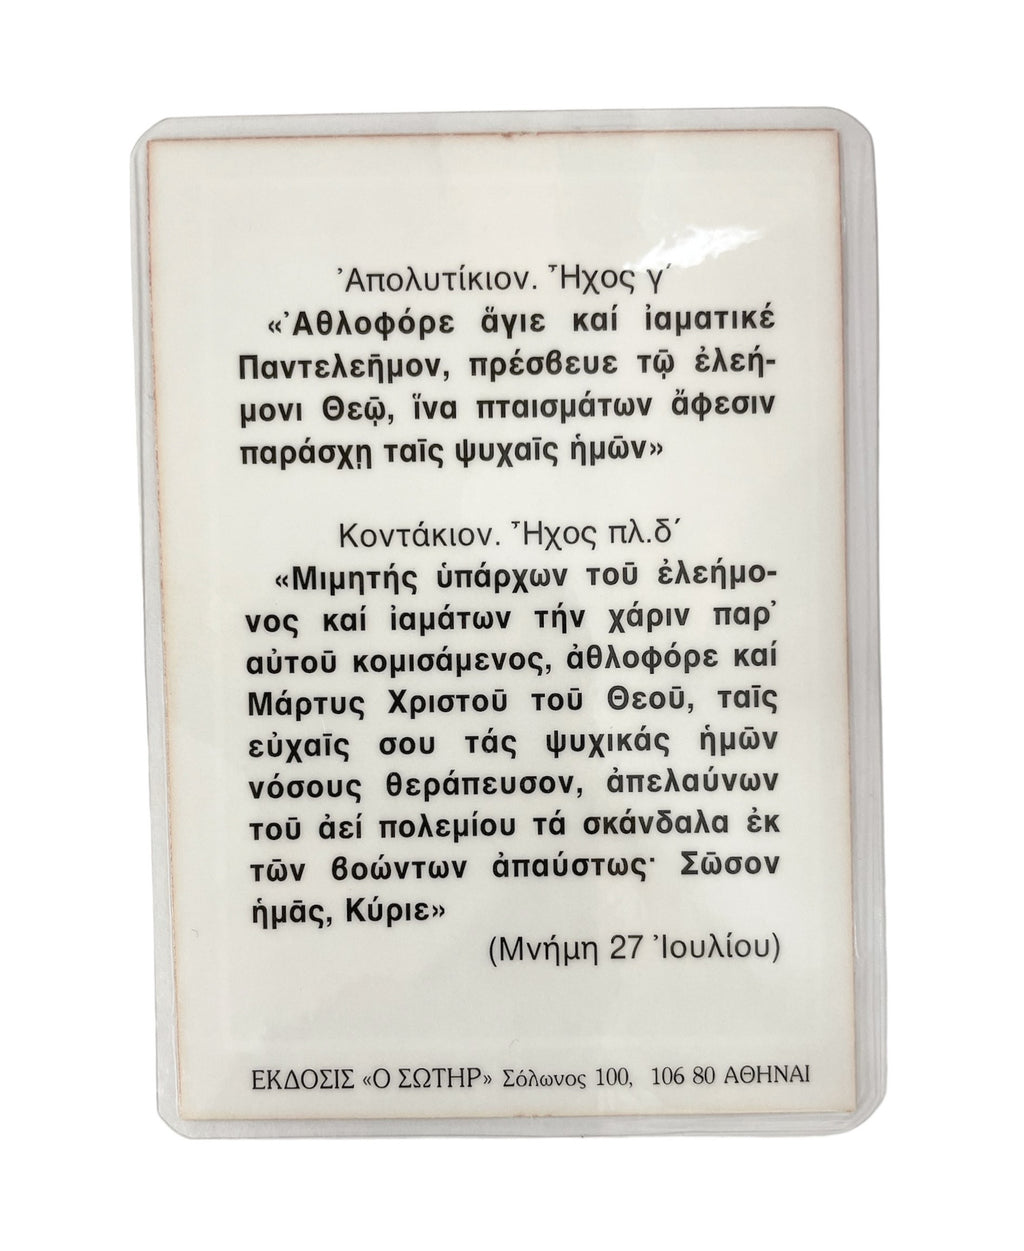 Ἀπολυτίκιον. Ἦχος γ΄
«Ἀθλοφόρε ἅγιε καί ἰαματικέ
Παντελεῆμον, πρέσβευε τῷ ἐλεή-
μονι Θεῷ, ἵνα πταισμάτων ἄφεσιν
παράσχῃ ταῖς ψυχαῖς ἡμῶν»
Κοντάκιον. Ἦχος πλ.δ΄
«Μιμητής ὑπάρχων τοῦ ἐλεήμο-
νος καί ἰαμάτων τήν χάριν παρ᾿
αὐτοῦ κομισάμενος, ἀθλοφόρε καί
Μάρτυς Χριστοῦ τοῦ Θεοῦ, ταῖς
εὐχαῖς σου τάς ψυχικάς ἡμῶν
νόσους θεράπευσον, ἀπελαύνων
τοῦ ἀεί πολεμίου τά σκάνδαλα ἐκ
τῶν βοώντων ἀπαύστως· Σῶσον
ἡμᾶς, Κύριε»
(Μνήμη 27 Ἰουλίου)
ΕΚΔΟΣΙΣ «Ο ΣΩΤΗΡ» Σόλωνος 100, 106 80 ΑΘΗΝΑΙ